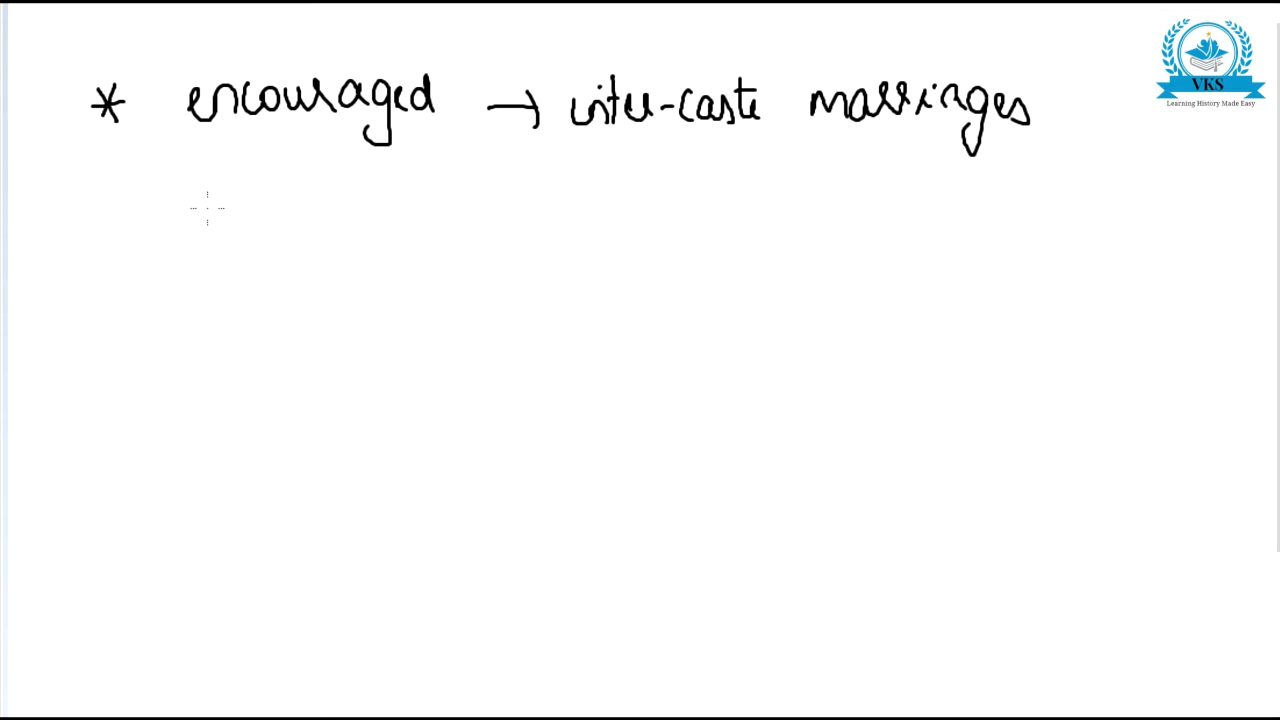 * encouraged → inter-caste marriages
VKS
Learning History Made Easy